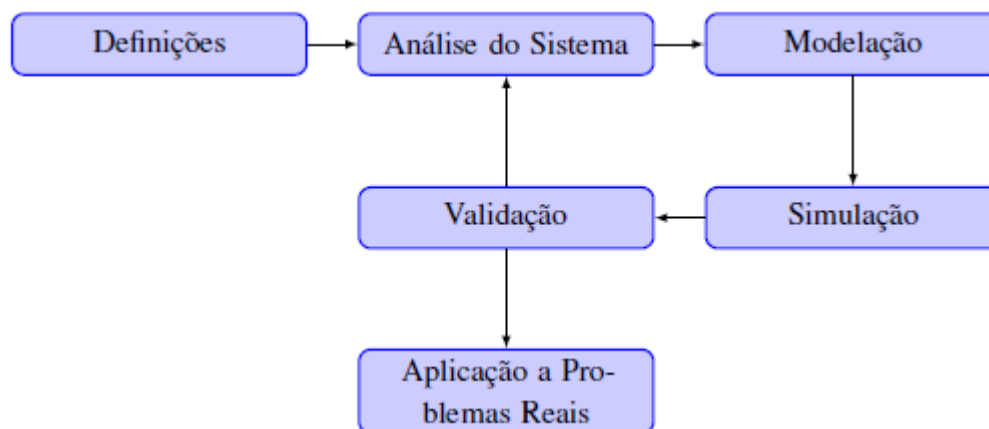 Definições
Análise do Sistema
Modelação
Validação
Simulação
Aplicação a Pro-
blemas Reais